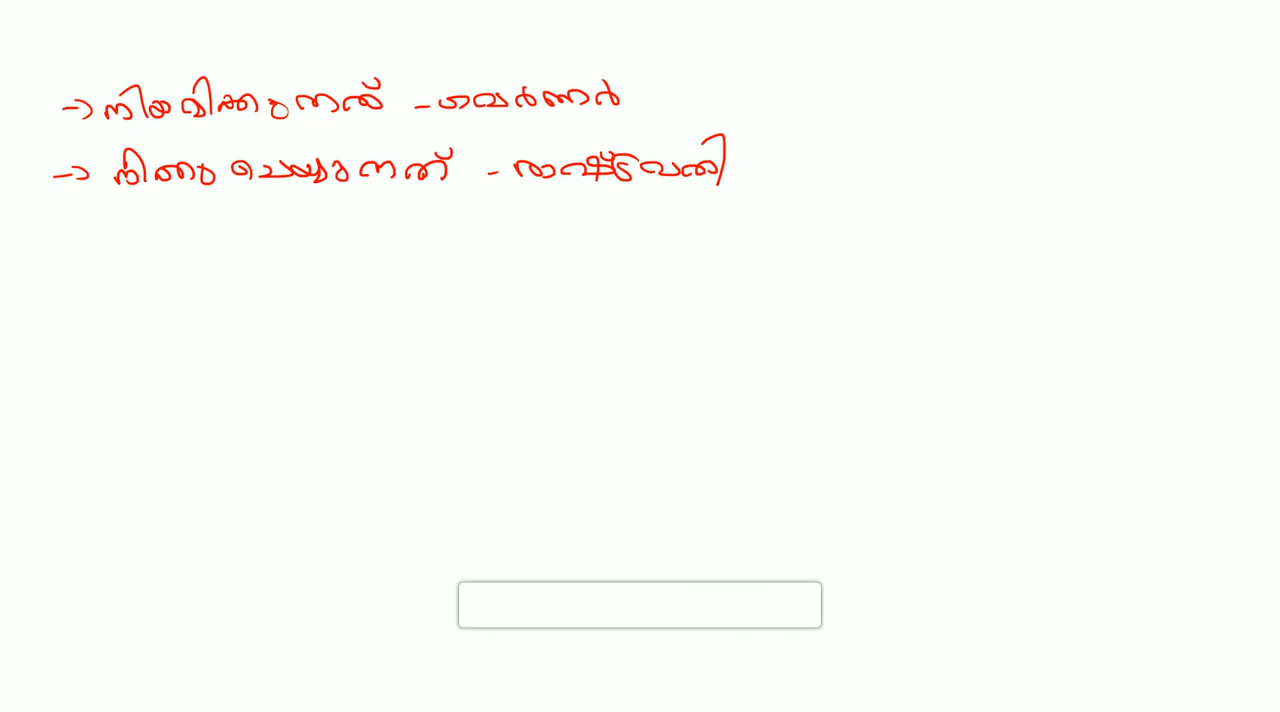 → നിയമിക്കുന്നത് - ഗവർണർ
→ നീക്കം ചെയ്യുന്നത് - രാഷ്ട്രപതി